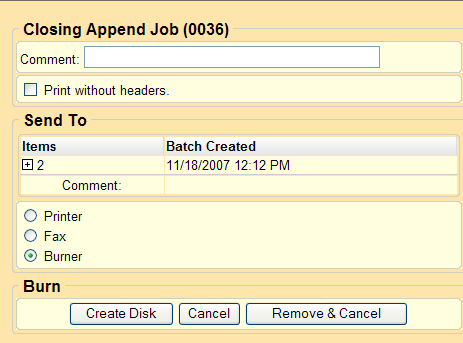 Closing Append Job (0036)
Comment:
Print without headers.
Send To
Items Batch Created
2 11/18/2007 12:12 PM
Comment:
Printer
Fax
Burner
Burn
Create Disk Cancel Remove & Cancel